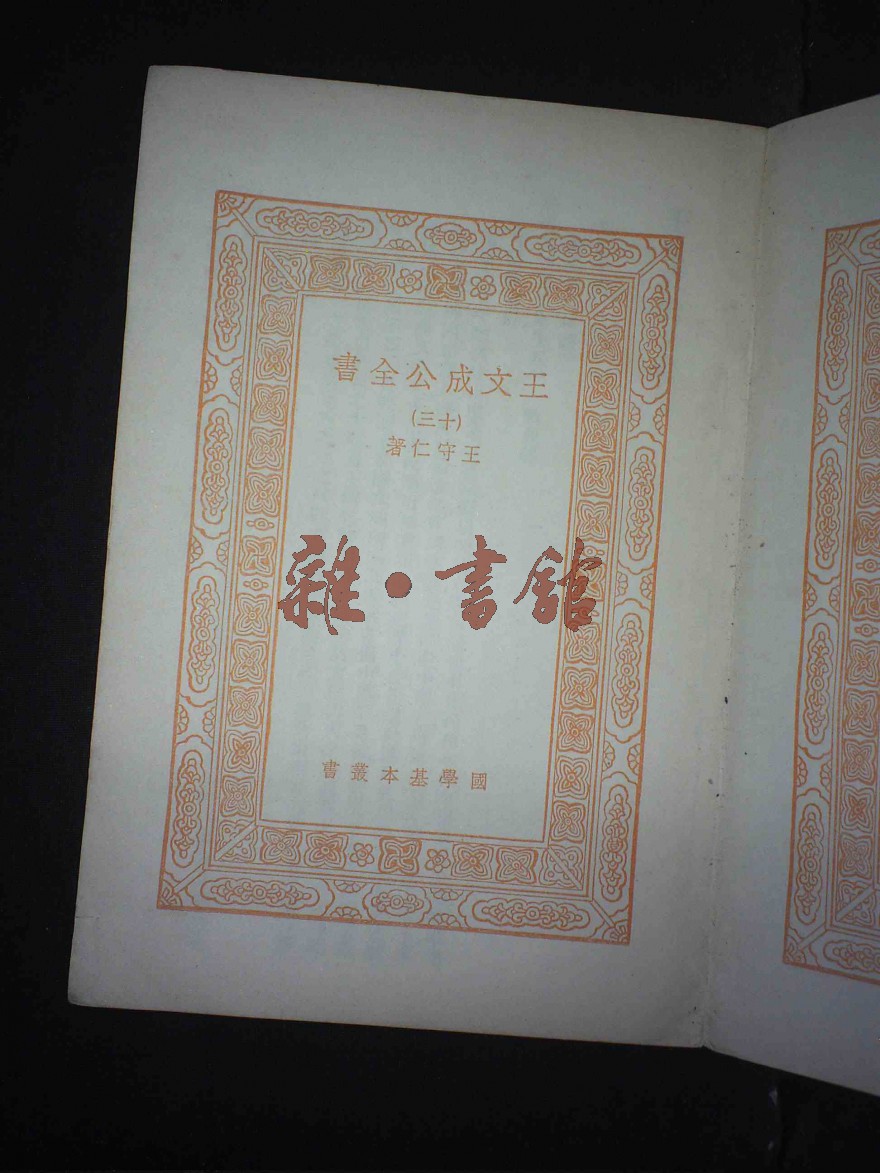 王文成公全書
(十三)
王守仁著
雜·書館
國學基本叢書